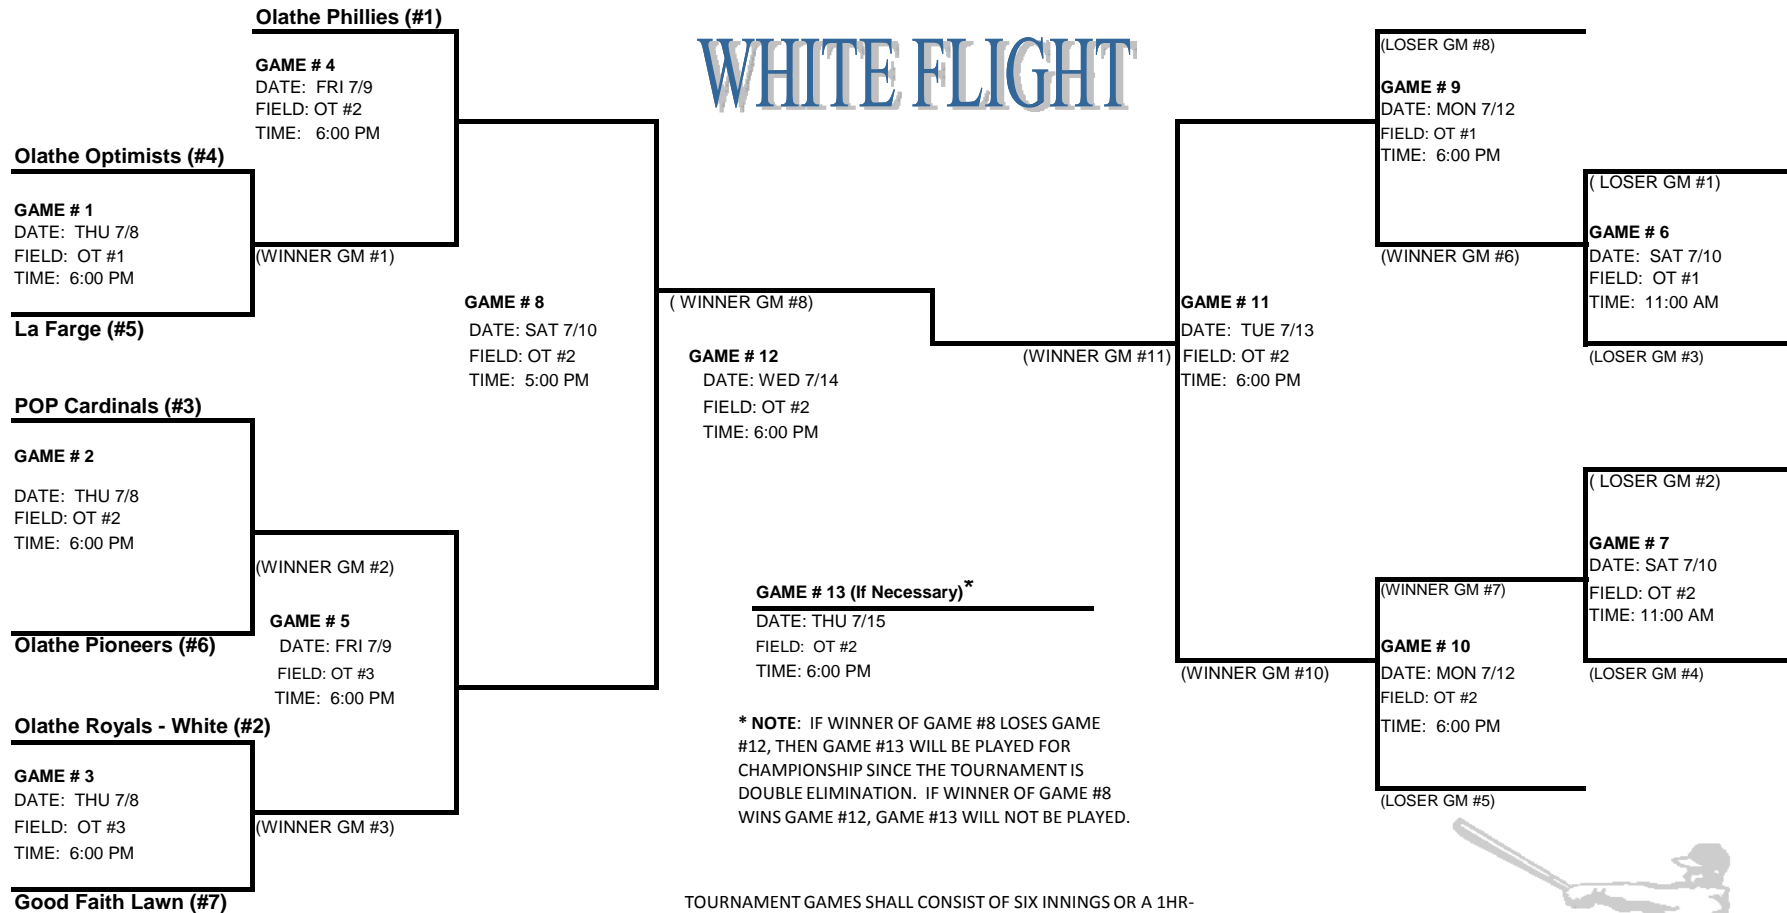 Olathe Phillies (#1)
GAME # 4
DATE: FRI 7/9
FIELD: OT #2
TIME: 6:00 PM
Olathe Optimists (#4)
GAME # 1
DATE: THU 7/8
FIELD: OT #1
TIME: 6:00 PM
(WINNER GM #1)
La Farge (#5)
GAME # 8
DATE: SAT 7/10
FIELD: OT #2
TIME: 5:00 PM
POP Cardinals (#3)
GAME # 2
DATE: THU 7/8
FIELD: OT #2
TIME: 6:00 PM
(WINNER GM #2)
Olathe Pioneers (#6)
GAME # 5
DATE: FRI 7/9
FIELD: OT #3
TIME: 6:00 PM
Olathe Royals - White (#2)
GAME # 3
DATE: THU 7/8
FIELD: OT #3
TIME: 6:00 PM
(WINNER GM #3)
Good Faith Lawn (#7)
WHITE FLIGHT
( WINNER GM #8)
GAME # 12
DATE: WED 7/14
FIELD: OT #2
TIME: 6:00 PM
(WINNER GM #11)
GAME # 13 (If Necessary)*
DATE: THU 7/15
FIELD: OT #2
TIME: 6:00 PM
* NOTE: IF WINNER OF GAME #8 LOSES GAME
#12, THEN GAME #13 WILL BE PLAYED FOR
CHAMPIONSHIP SINCE THE TOURNAMENT IS
DOUBLE ELIMINATION. IF WINNER OF GAME #8
WINS GAME #12, GAME #13 WILL NOT BE PLAYED.
TOURNAMENT GAMES SHALL CONSIST OF SIX INNINGS OR A 1HR-
(LOSER GM #8)
GAME # 9
DATE: MON 7/12
FIELD: OT #1
TIME: 6:00 PM
(WINNER GM #6)
( LOSER GM #1)
GAME # 6
DATE: SAT 7/10
FIELD: OT #1
TIME: 11:00 AM
(LOSER GM #3)
GAME # 11
DATE: TUE 7/13
FIELD: OT #2
TIME: 6:00 PM
( LOSER GM #2)
GAME # 7
DATE: SAT 7/10
FIELD: OT #2
TIME: 11:00 AM
(LOSER GM #4)
(WINNER GM #7)
GAME # 10
DATE: MON 7/12
FIELD: OT #2
TIME: 6:00 PM
(WINNER GM #10)
(LOSER GM #5)